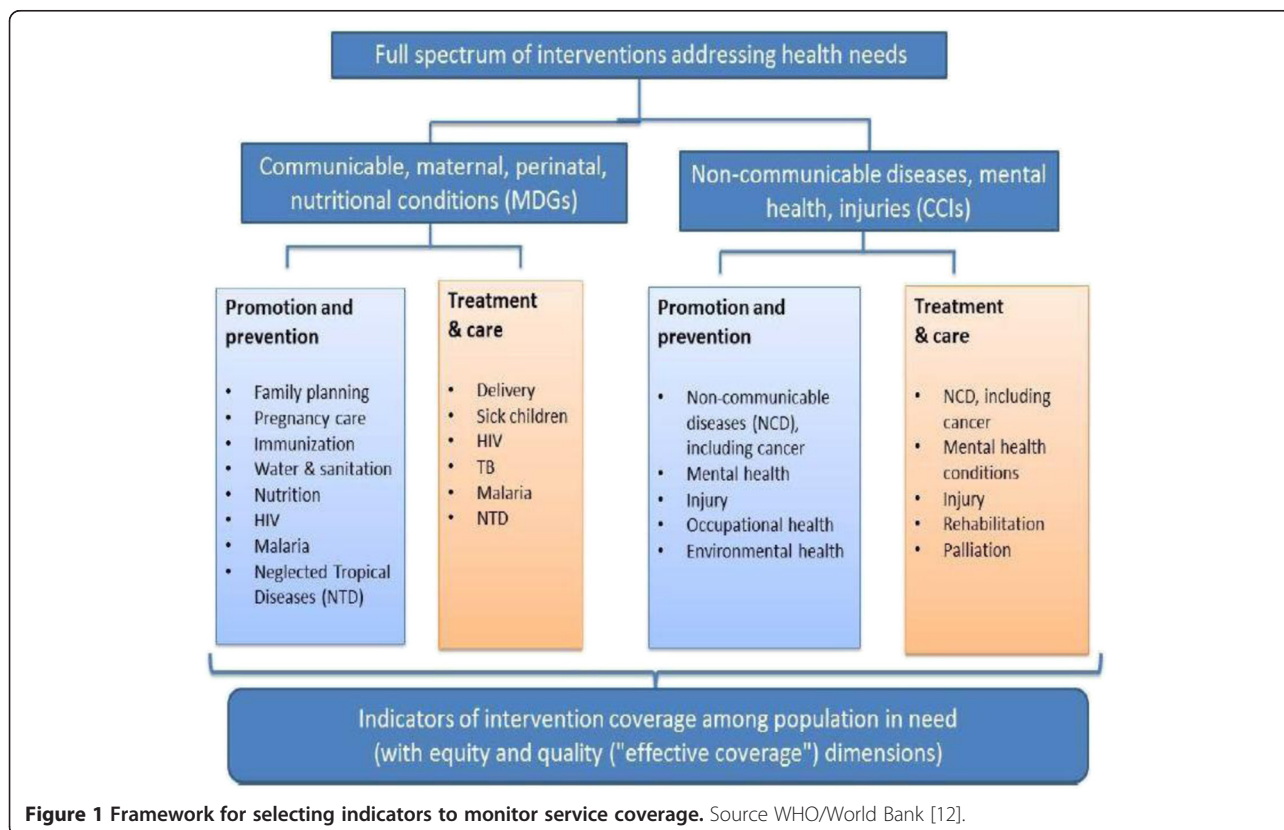 Full spectrum of interventions addressing health needs
Communicable, maternal, perinatal,
nutritional conditions (MDGs)
Non-communicable diseases, mental
health, injuries (CCIs)
Promotion and
prevention
• Family planning
• Pregnancy care
• Immunization
• Water & sanitation
• Nutrition
• HIV
• Malaria
• Neglected Tropical
Diseases (NTD)
Treatment
& care
• Delivery
• Sick children
• HIV
• TB
• Malaria
• NTD
Promotion and
prevention
• Non-communicable
diseases (NCD),
including cancer
• Mental health
• Injury
• Occupational health
• Environmental health
Treatment
& care
• NCD, including
cancer
• Mental health
conditions
• Injury
• Rehabilitation
• Palliation
Indicators of intervention coverage among population in need
(with equity and quality ("effective coverage") dimensions)
Figure 1 Framework for selecting indicators to monitor service coverage. Source WHO/World Bank [12].